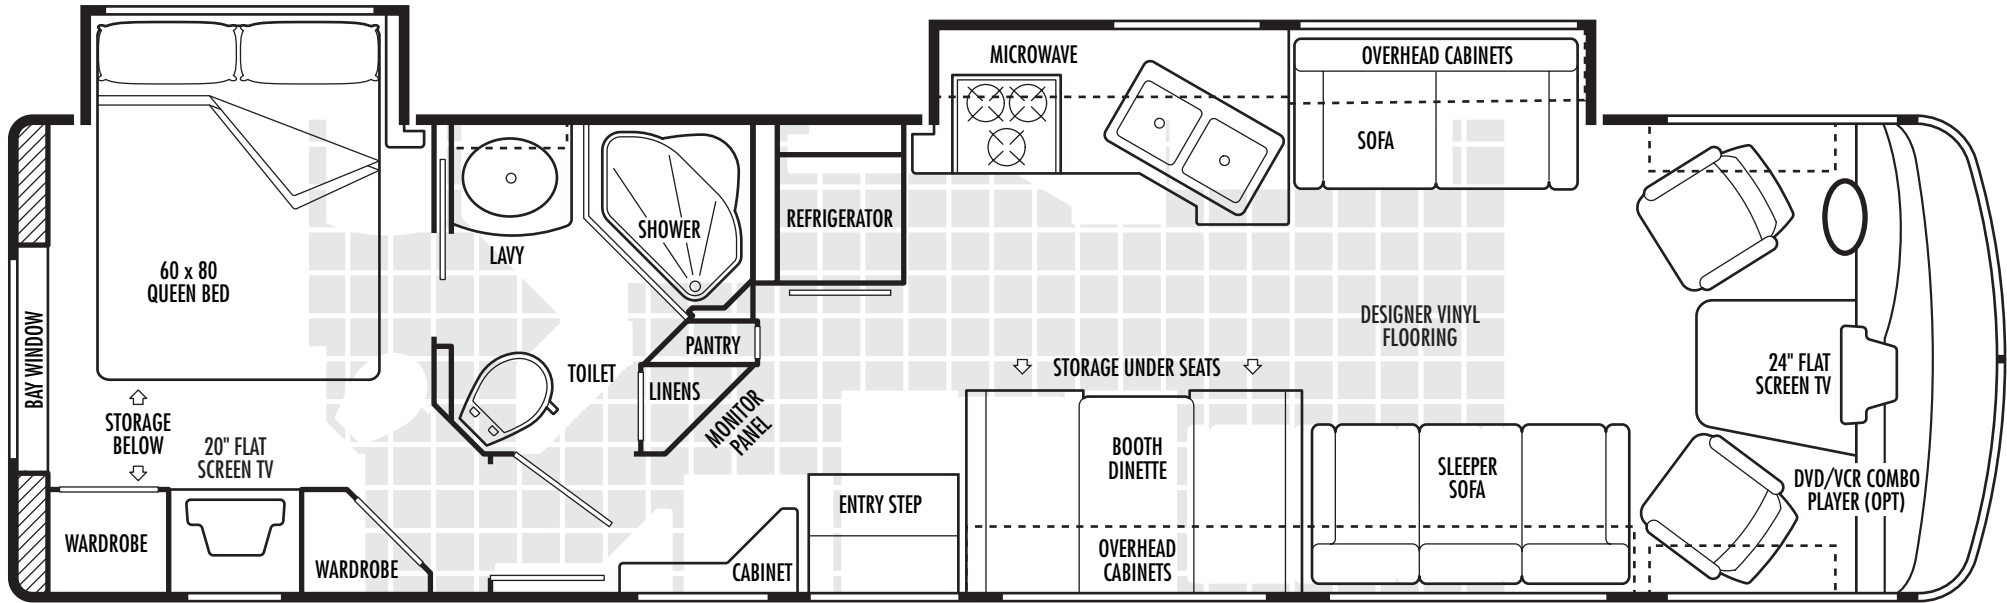 MICROWAVE
OVERHEAD CABINETS
SOFA
60 x 80
QUEEN BED
LAVY
SHOWER
REFRIGERATOR
BAY WINDOW
STORAGE
BELOW
20" FLAT
SCREEN TV
WARDROBE
WARDROBE
TOILET
PANTRY
LINENS
MONITOR
PANEL
CABINET
ENTRY STEP
STORAGE UNDER SEATS
BOOTH
DINETTE
OVERHEAD
CABINETS
DESIGNER VINYL
FLOORING
SLEEPER
SOFA
24" FLAT
SCREEN TV
DVD/VCR COMBO
PLAYER (OPT)